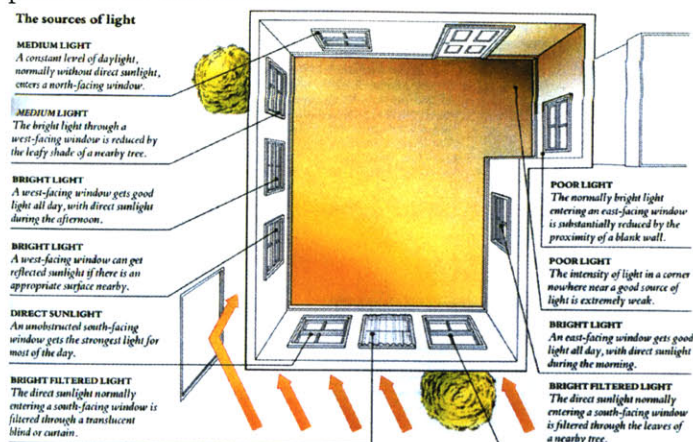 The sources of light
MEDIUM LIGHT
A constant level of daylight,
normally without direct sunlight,
enters a north-facing window.
MEDIUM LIGHT
The bright light through a
west-facing window is reduced by
the leafy shade of a nearby tree.
BRIGHT LIGHT
A west-facing window gets good
light all day, with direct sunlight
during the afternoon.
BRIGHT LIGHT
A west-facing window can get
reflected sunlight if there is an
appropriate surface nearby.
DIRECT SUNLIGHT
An unobstructed south-facing
window gets the strongest light for
most of the day.
BRIGHT FILTERED LIGHT
The direct sunlight normally
entering a south-facing window is
filtered through a translucent
blind or curtain.
POOR LIGHT
The normally bright light
entering an east-facing window
is substantially reduced by the
proximity of a blank wall.
POOR LIGHT
The intensity of light in a corner
nowhere near a good source of
light is extremely weak.
BRIGHT LIGHT
An east-facing window gets good
light all day, with direct sunlight
during the morning.
BRIGHT FILTERED LIGHT
The direct sunlight normally
entering a south-facing window
is filtered through the leaves of
a nearby tree.